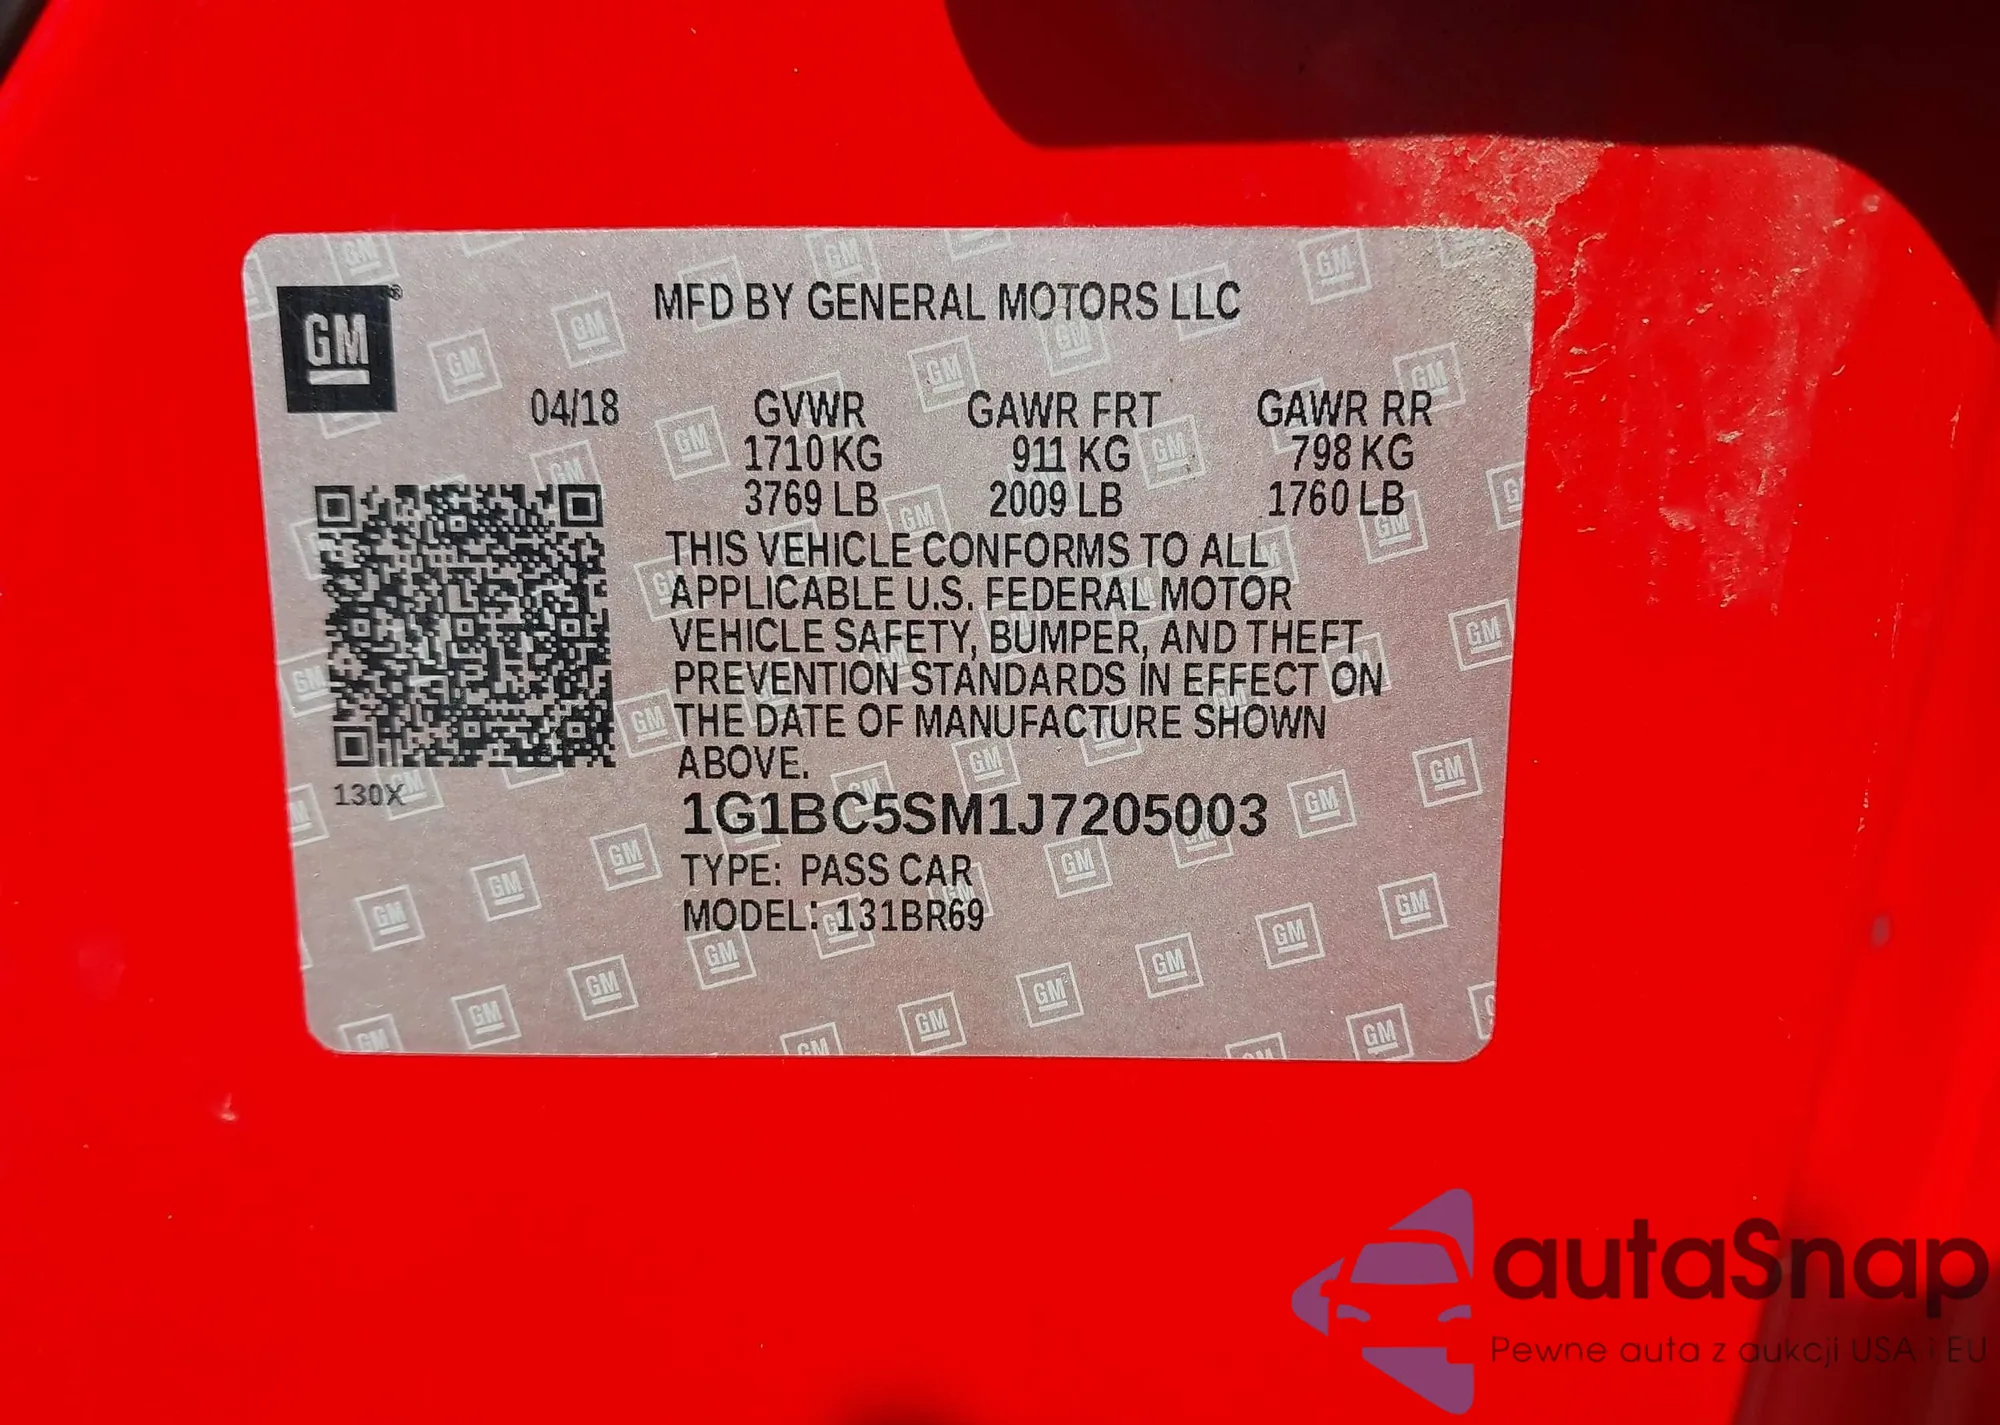 GM
MFD BY GENERAL MOTORS LLC
04/18 GVWR GAWR FRT GAWR RR
1710 KG 911 KG 798 KG
3769 LB 2009 LB 1760 LB
THIS VEHICLE CONFORMS TO ALL
APPLICABLE U.S. FEDERAL MOTOR
VEHICLE SAFETY, BUMPER, AND THEFT
PREVENTION STANDARDS IN EFFECT ON
THE DATE OF MANUFACTURE SHOWN
ABOVE.
130X
1G1BC5SM1J7205003
TYPE: PASS CAR
MODEL: 131BR69
autaSnap
Pewne auta z aukcji USA i EU